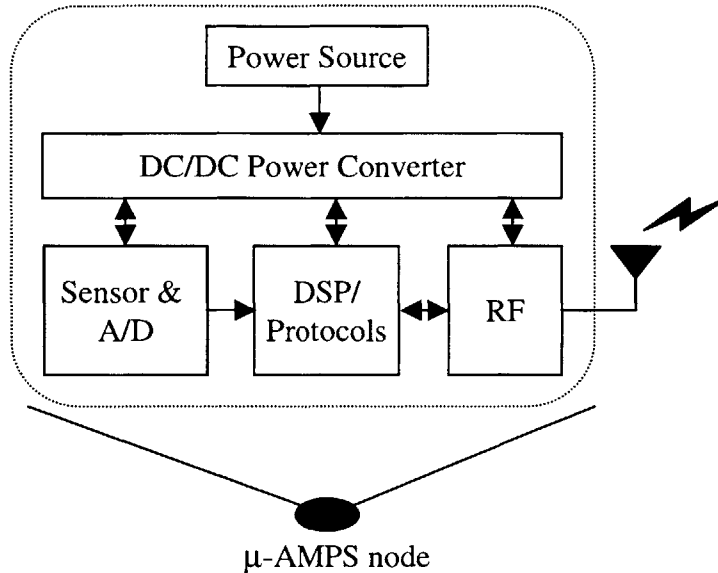 Power Source
DC/DC Power Converter
Sensor &
A/D
DSP/
Protocols
RF
μ-AMPS node